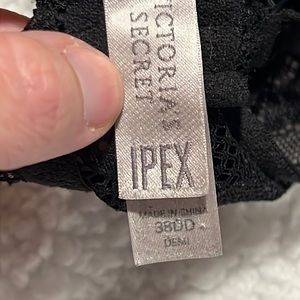 VICTORIA'S
SECRET
IPEX
MADE IN CHINA
38DD
DEMI